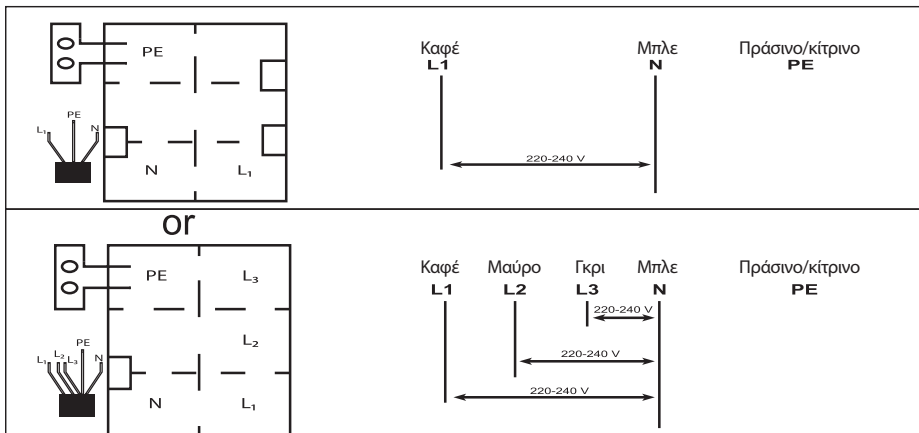 PE
Καφέ Μπλε Πράσινο/κίτρινο
L1 N PE
PE
L₁ N
220-240 V
N L₁
or
PE L₃
Καφέ Μαύρο Γκρι Μπλε Πράσινο/κίτρινο
L1 L2 L3 N PE
220-240 V
L₂
PE
L₁ L₂ L₃ N
220-240 V
220-240 V
N L₁